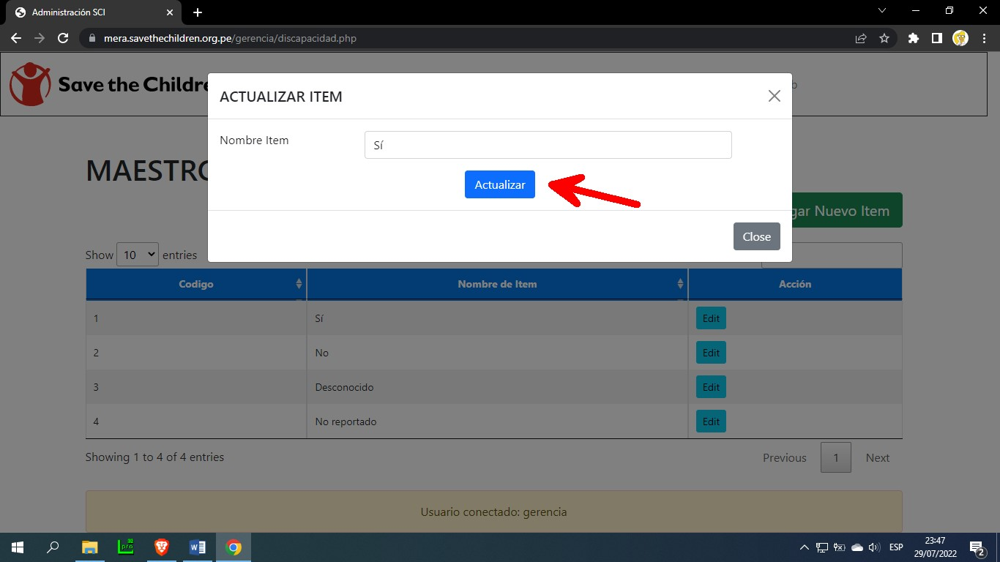 Administración SCI
mera.savethechildren.org.pe/gerencia/discapacidad.php
Save the Childre
ACTUALIZAR ITEM
Nombre Item
Sí
MAESTRO
Actualizar
gar Nuevo Item
Close
Show 10 entries
Codigo Nombre de Item Acción
1 Sí Edit
2 No Edit
3 Desconocido Edit
4 No reportado Edit
Showing 1 to 4 of 4 entries
Previous 1 Next
Usuario conectado: gerencia
ESP
23:47
29/07/2022
2